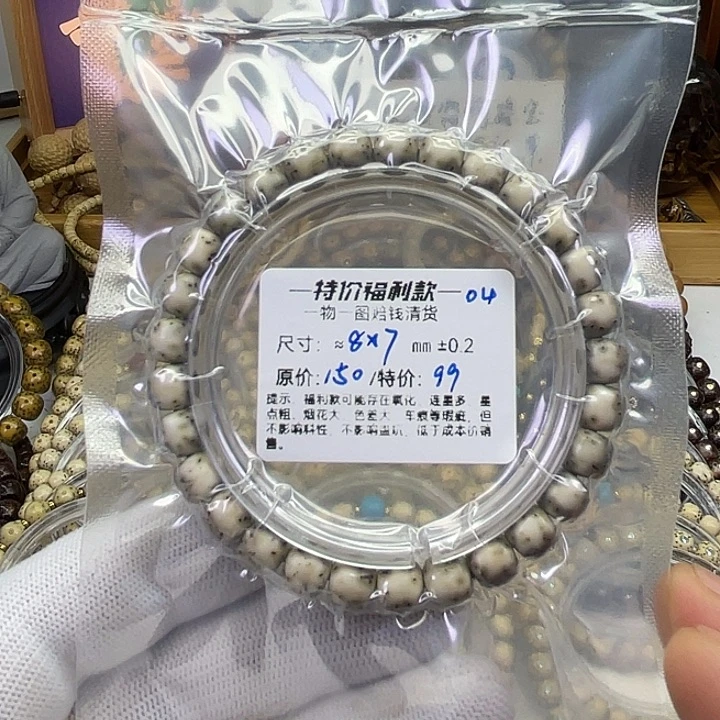 —特价福利款— 04
一物一图赔钱清货
尺寸: ≈8×7 mm ±0.2
原价:150/特价: 99
提示 福利款可能存在氧化 连星多 星
点粗 烟花大 色差大 车痕等瑕疵 但
不影响料性 不影响盘玩 低于成本价销
售。